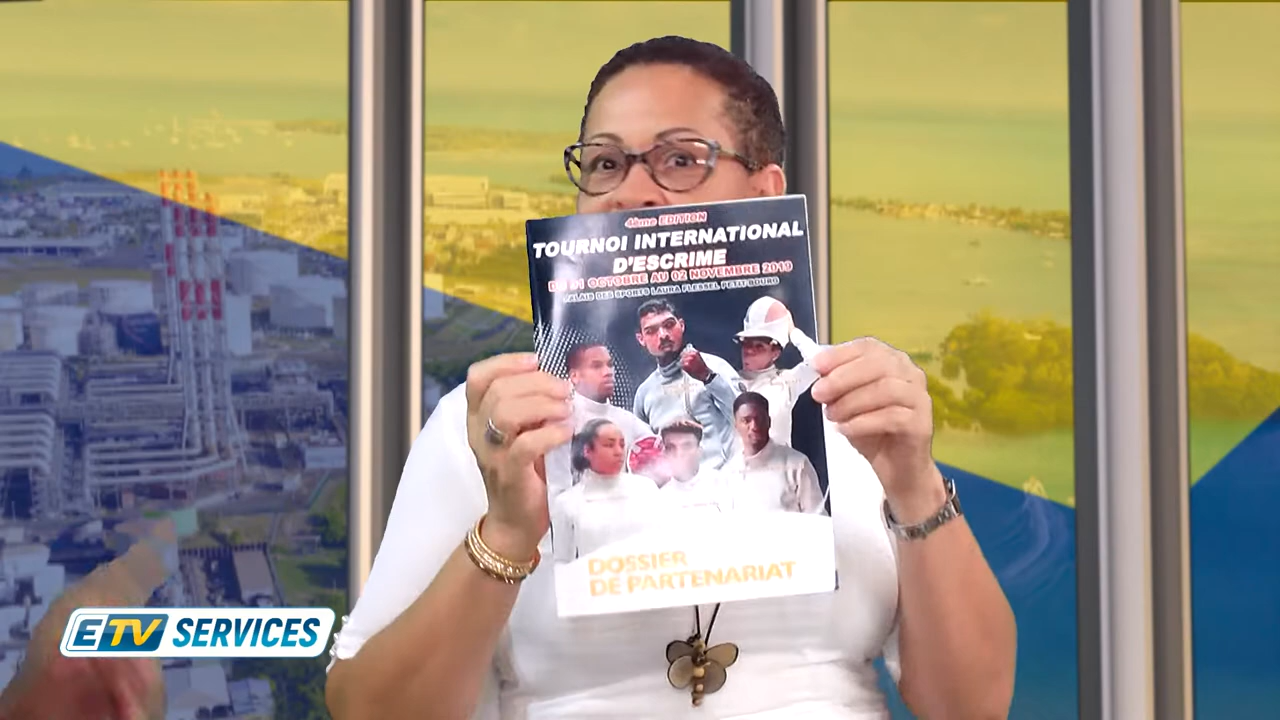 4ème EDITION
TOURNOI INTERNATIONAL
D'ESCRIME
DU 31 OCTOBRE AU 02 NOVEMBRE 2019
PALAIS DES SPORTS LAURA FLESSEL PETIT-BOURG
DOSSIER
DE PARTENARIAT
ETV SERVICES